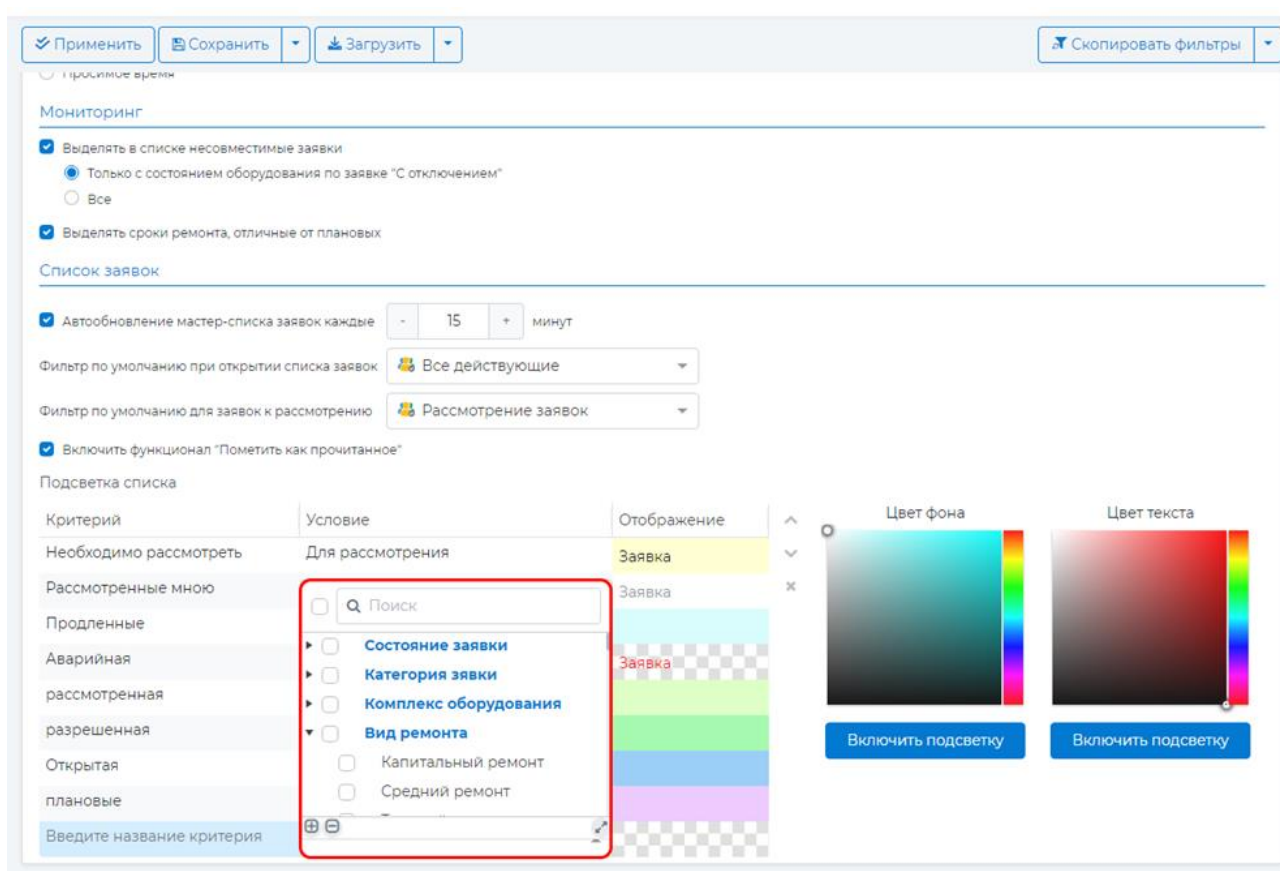 Применить Сохранить Загрузить Скопировать фильтры
Просимое время
Мониторинг
Выделять в списке несовместимые заявки
Только с состоянием оборудования по заявке "С отключением"
Все
Выделять сроки ремонта, отличные от плановых
Список заявок
Автообновление мастер-списка заявок каждые - 15 + минут
Фильтр по умолчанию при открытии списка заявок Все действующие
Фильтр по умолчанию для заявок к рассмотрению Рассмотрение заявок
Включить функционал "Пометить как прочитанное"
Подсветка списка
Критерий Условие Отображение Цвет фона Цвет текста
Необходимо рассмотреть Для рассмотрения Заявка
Рассмотренные мною Поиск Заявка
Продленные
Состояние заявки
Аварийная Заявка
Категория зявки
рассмотренная Комплекс оборудования
разрешенная Вид ремонта Включить подсветку Включить подсветку
Открытая Капитальный ремонт
плановые Средний ремонт
Введите название критерия